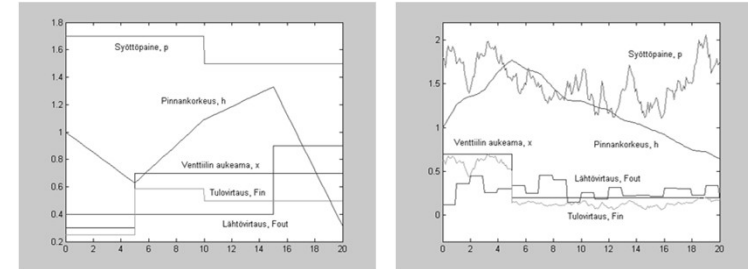 1.8
Syöttöpaine, p
1.6
1.4
Pinnankorkeus, h
1.2
1
Venttiilin aukeama, x
0.8
Tulovirtaus, Fin
0.6
0.4
Lähtövirtaus, Fout
0.2
0 2 4 6 8 10 12 14 16 18 20
2
Syöttöpaine, p
1.5
1
Pinnankorkeus, h
Venttiilin aukeama, x
0.5
Lähtövirtaus, Fout
0
Tulovirtaus, Fin
0 2 4 6 8 10 12 14 16 18 20